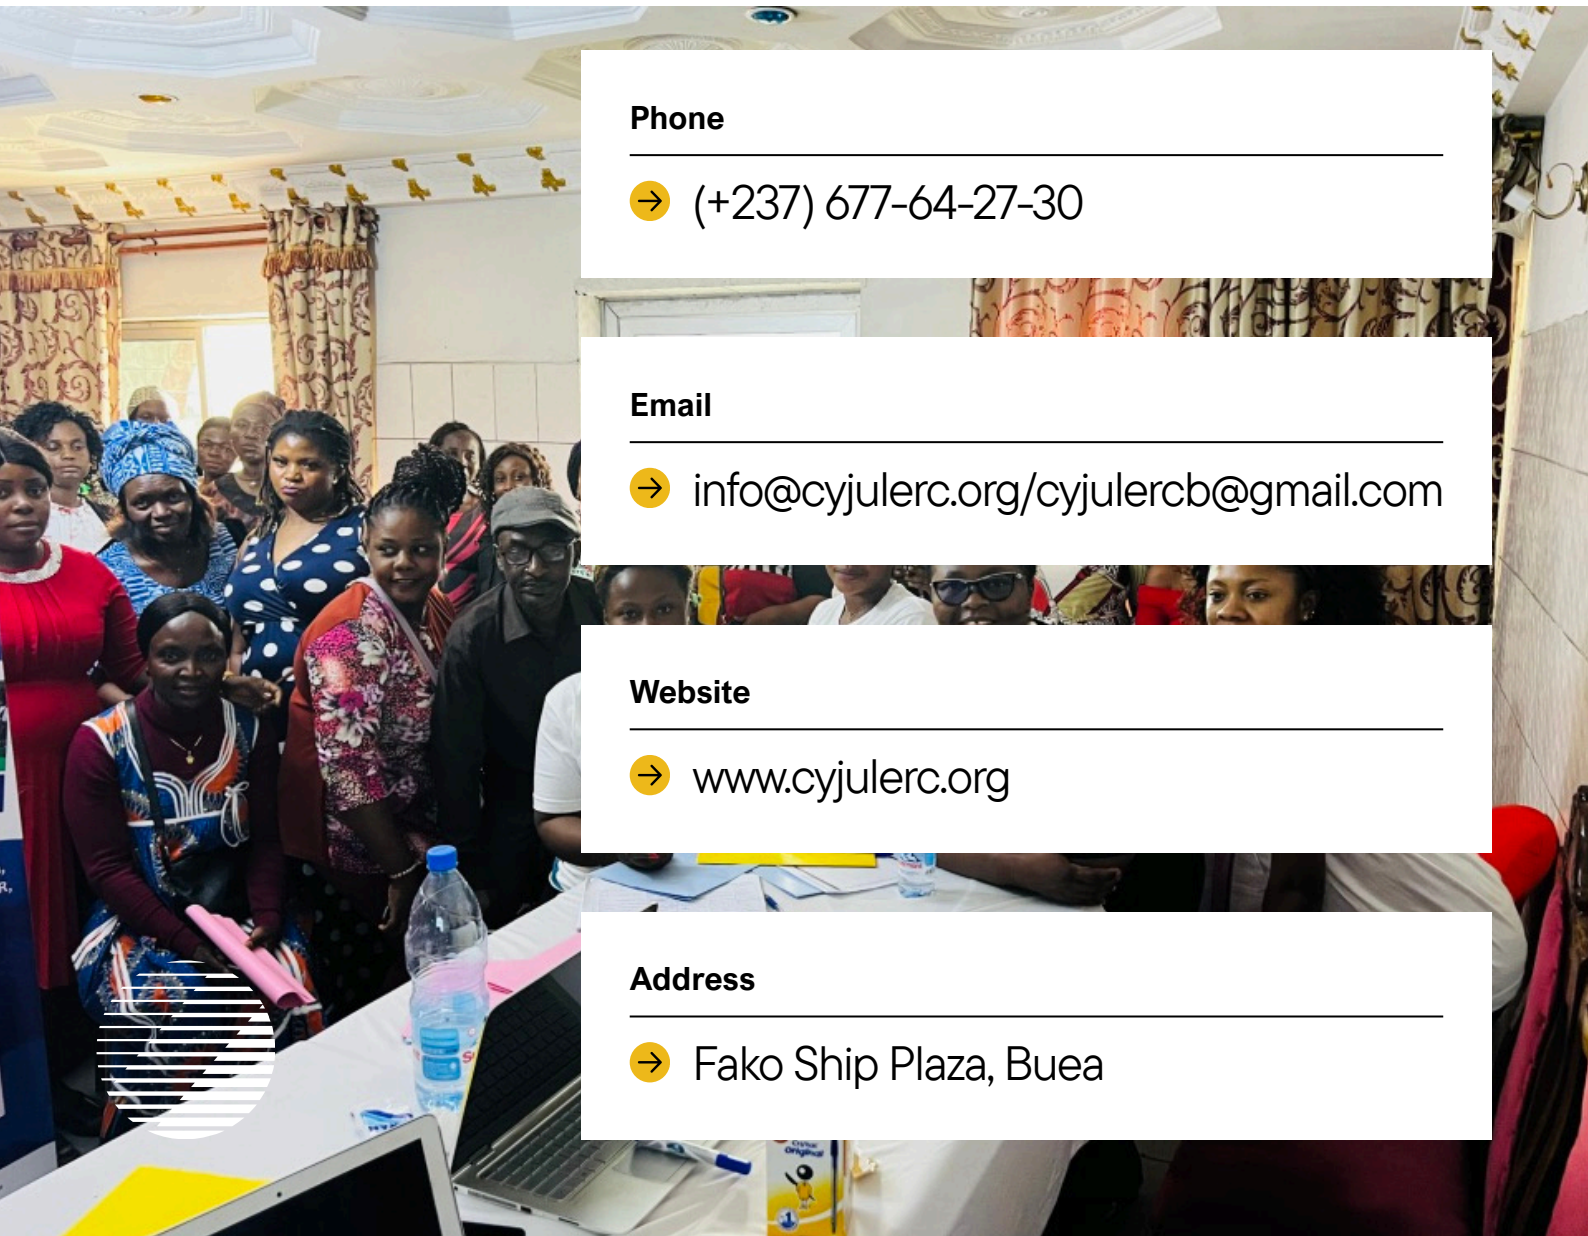 Phone
(+237) 677-64-27-30
Email
info@cyjulerc.org/cyjulercb@gmail.com
Website
www.cyjulerc.org
Address
Fako Ship Plaza, Buea
original